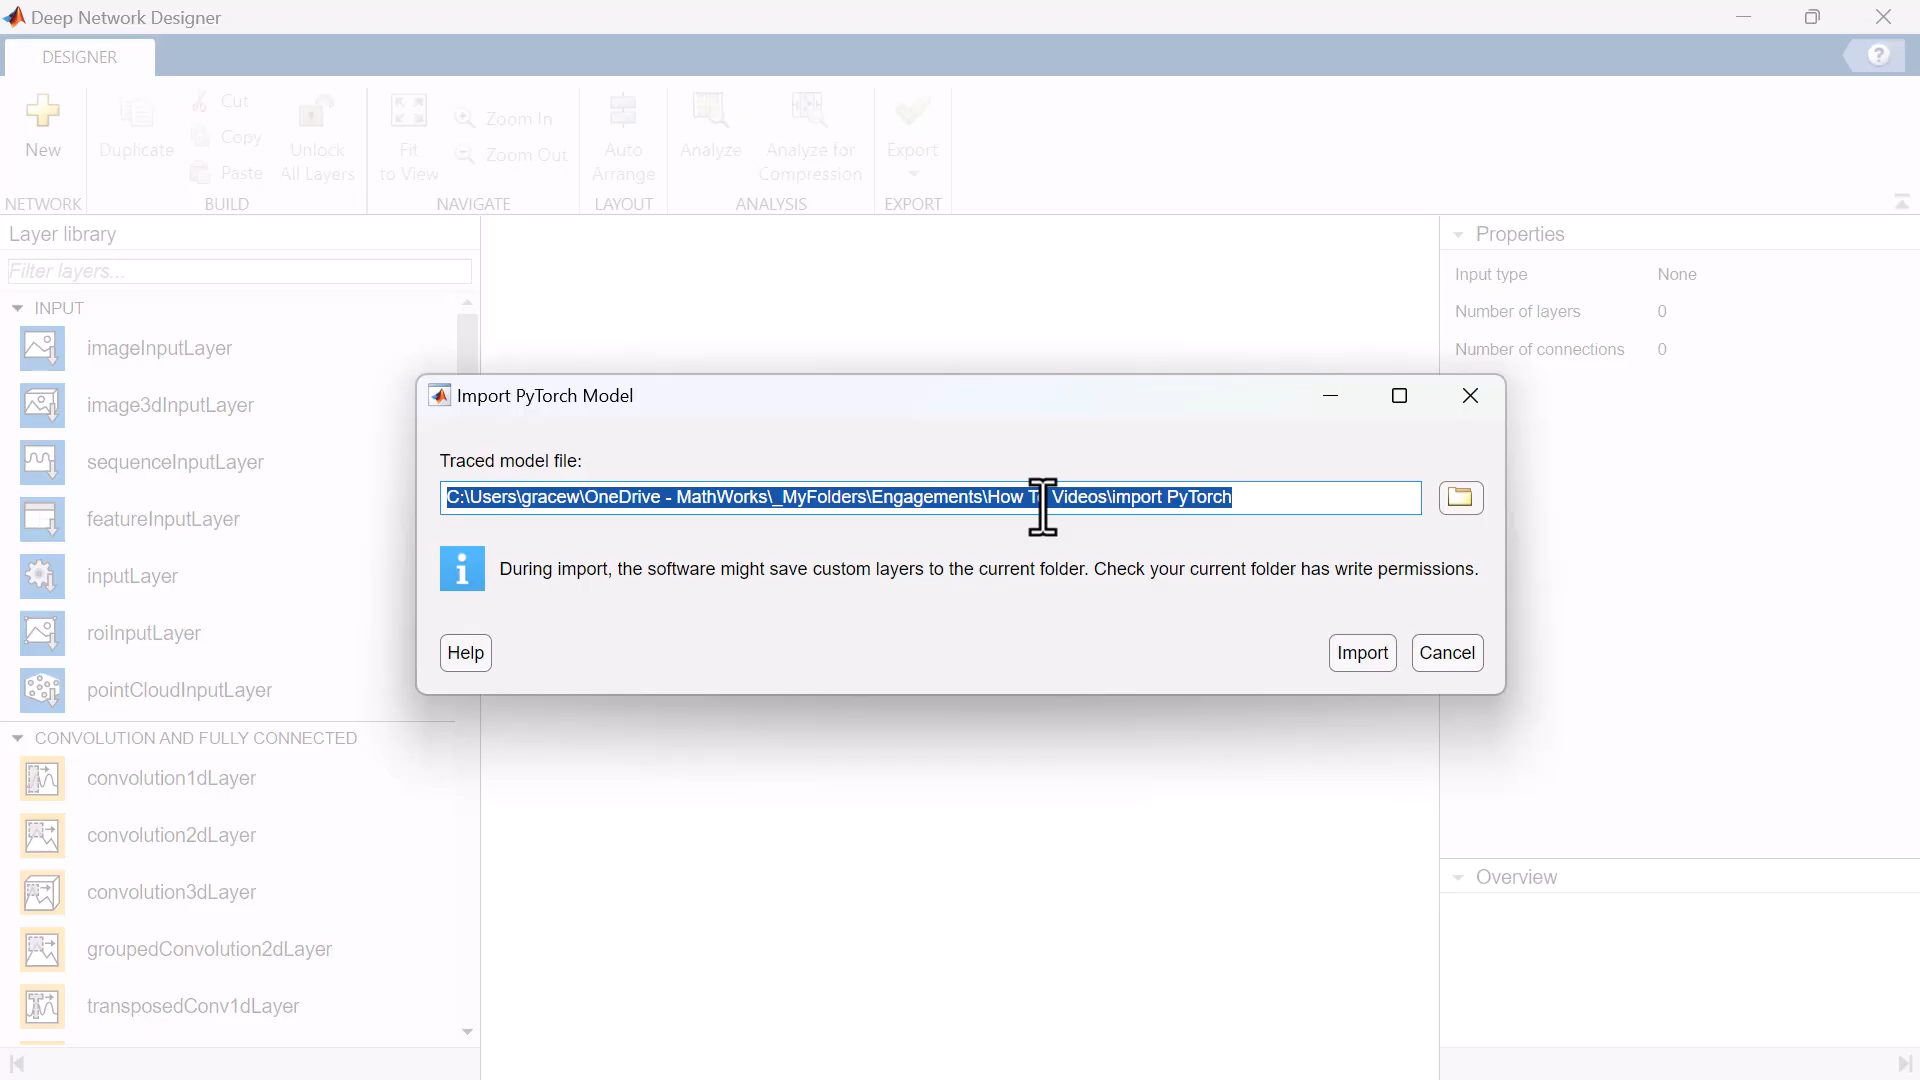 Deep Network Designer
DESIGNER
?
New
Duplicate
Cut
Copy
Paste
Unlock
All Layers
Fit
to View
Zoom In
Zoom Out
Auto
Arrange
Analyze
Analyze for
Compression
Export
NETWORK
BUILD
NAVIGATE
LAYOUT
ANALYSIS
EXPORT
Layer library
Filter layers...
INPUT
imageInputLayer
image3dInputLayer
sequenceInputLayer
featureInputLayer
inputLayer
roiInputLayer
pointCloudInputLayer
CONVOLUTION AND FULLY CONNECTED
convolution1dLayer
convolution2dLayer
convolution3dLayer
groupedConvolution2dLayer
transposedConv1dLayer
Import PyTorch Model
Traced model file:
C:\Users\gracew\OneDrive - MathWorks\_MyFolders\Engagements\How To Videos\import PyTorch
During import, the software might save custom layers to the current folder. Check your current folder has write permissions.
Help
Import
Cancel
Properties
Input type None
Number of layers 0
Number of connections 0
Overview